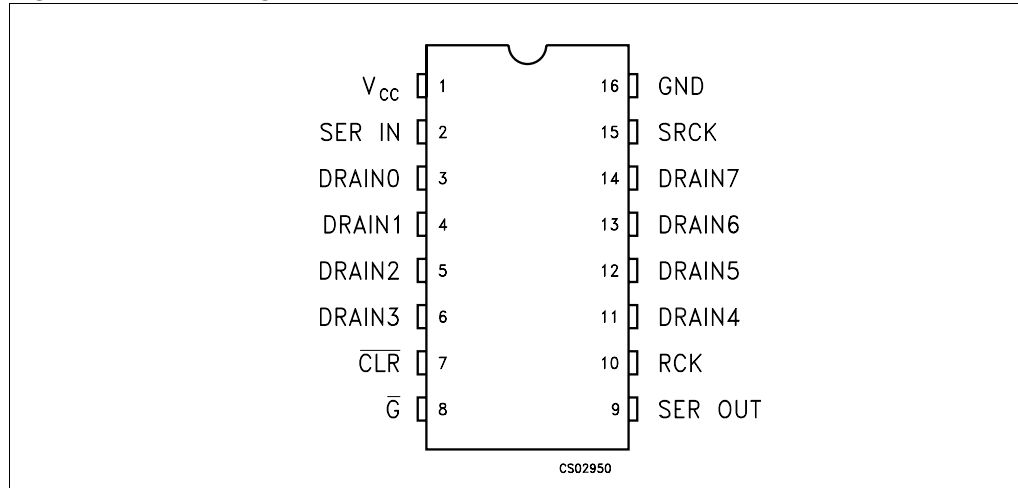 V_CC 1 16 GND
SER IN 2 15 SRCK
DRAIN0 3 14 DRAIN7
DRAIN1 4 13 DRAIN6
DRAIN2 5 12 DRAIN5
DRAIN3 6 11 DRAIN4
C̅L̅R̅ 7 10 RCK
G̅ 8 9 SER OUT
CS02950